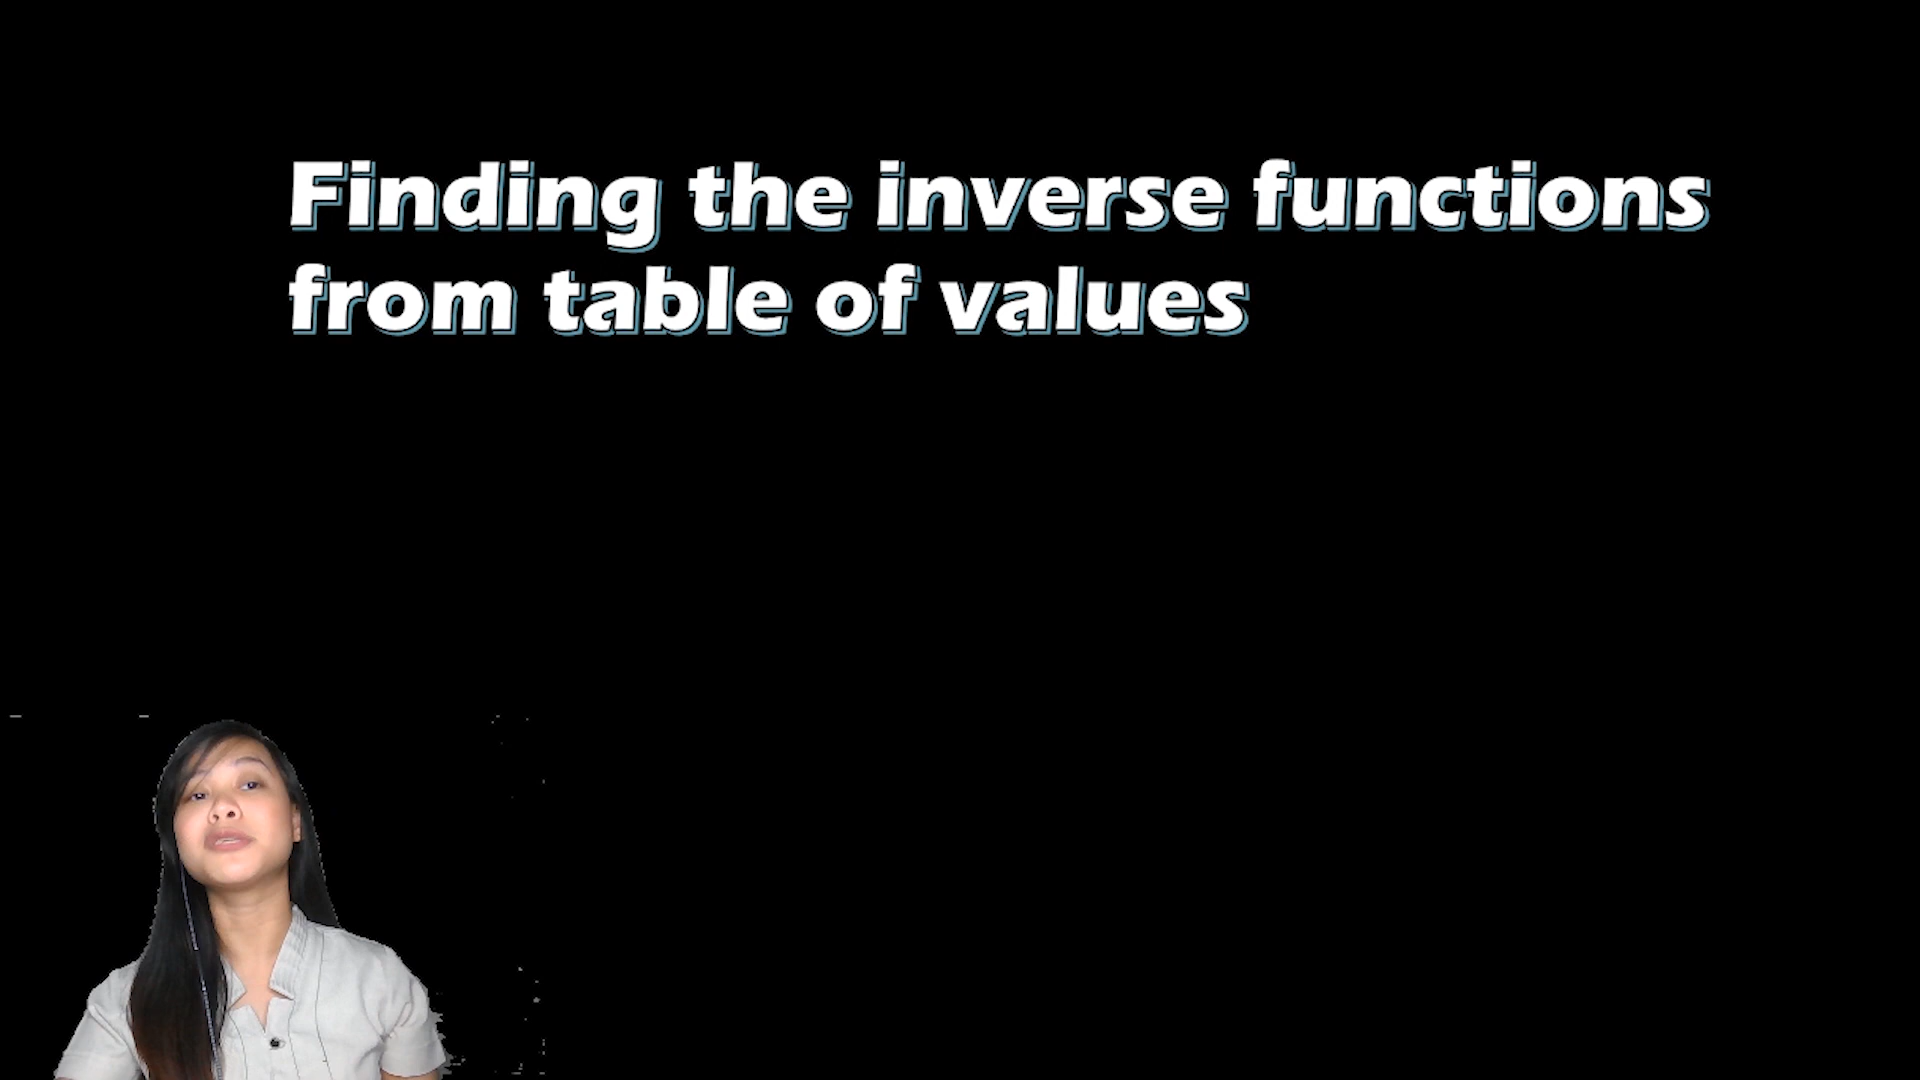 Finding the inverse functions
from table of values